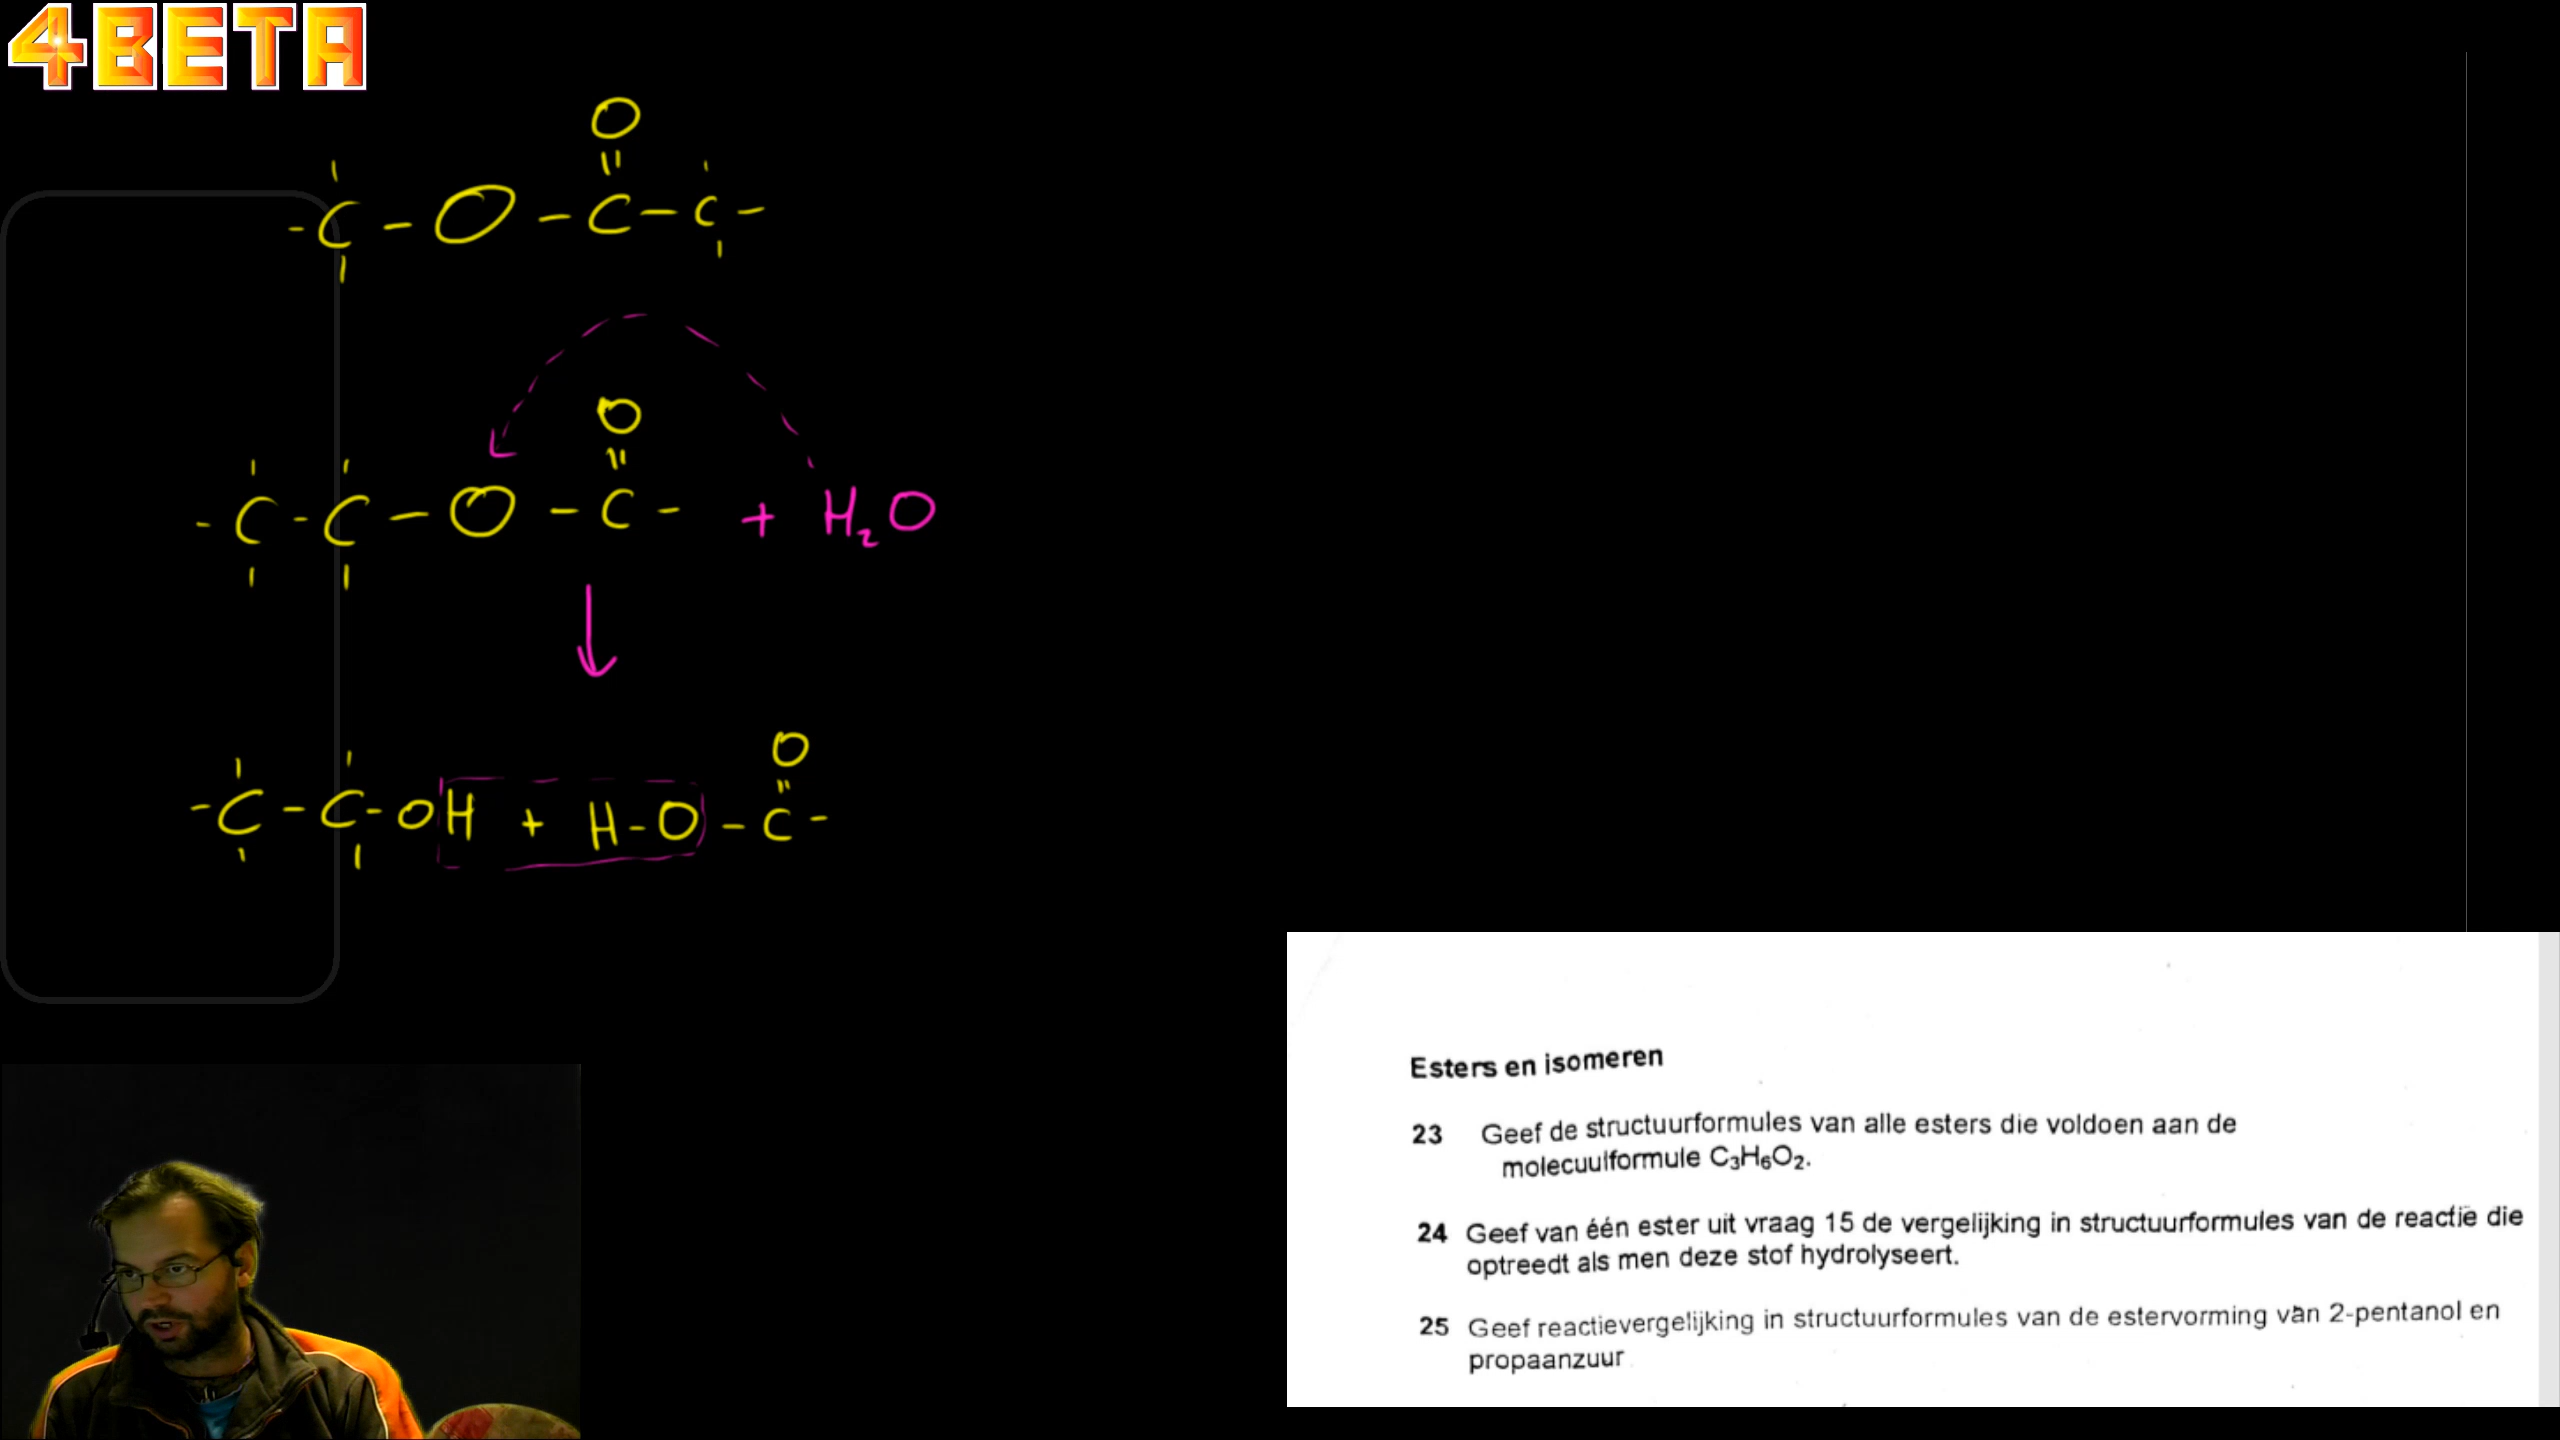 4BETA
O
- C - O - C - C -
O
- C - C - O - C - + H₂O
O
- C - C - OH + H - O - C -
Esters en isomeren
23 Geef de structuurformules van alle esters die voldoen aan de
molecuulformule C₃H₆O₂.
24 Geef van één ester uit vraag 15 de vergelijking in structuurformules van de reactie die
optreedt als men deze stof hydrolyseert.
25 Geef reactievergelijking in structuurformules van de estervorming van 2-pentanol en
propaanzuur